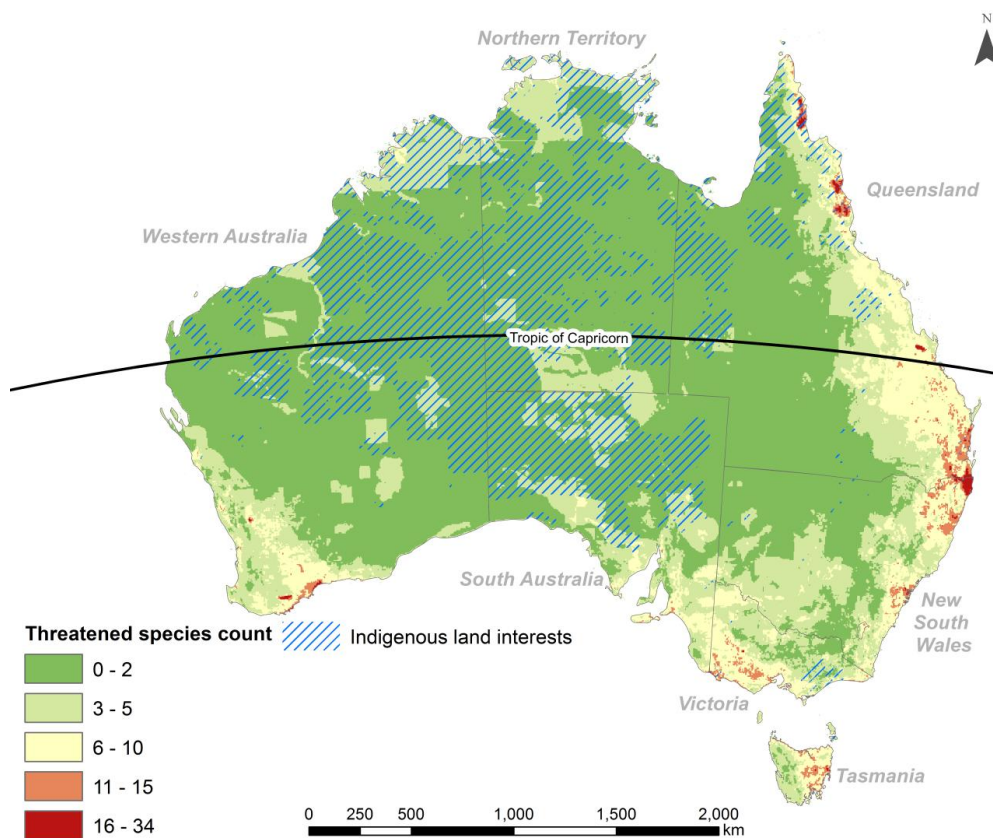 N
Northern Territory
Queensland
Western Australia
Tropic of Capricorn
South Australia
New
South
Wales
Victoria
Tasmania
Threatened species count
Indigenous land interests
0 - 2
3 - 5
6 - 10
11 - 15
16 - 34
0 250 500 1,000 1,500 2,000
km